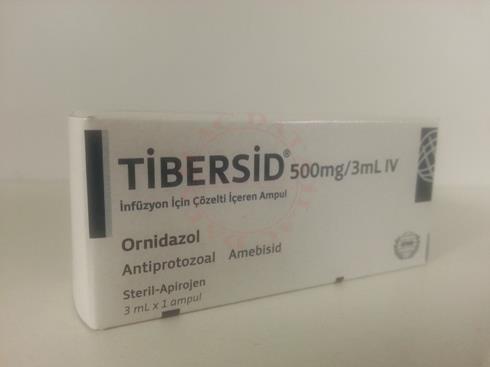 TİBERSİD® 500mg/3mL IV
İnfüzyon İçin Çözelti İçeren Ampul
Ornidazol
Antiprotozoal Amebisid
Steril-Apirojen
3 mL x 1 ampul